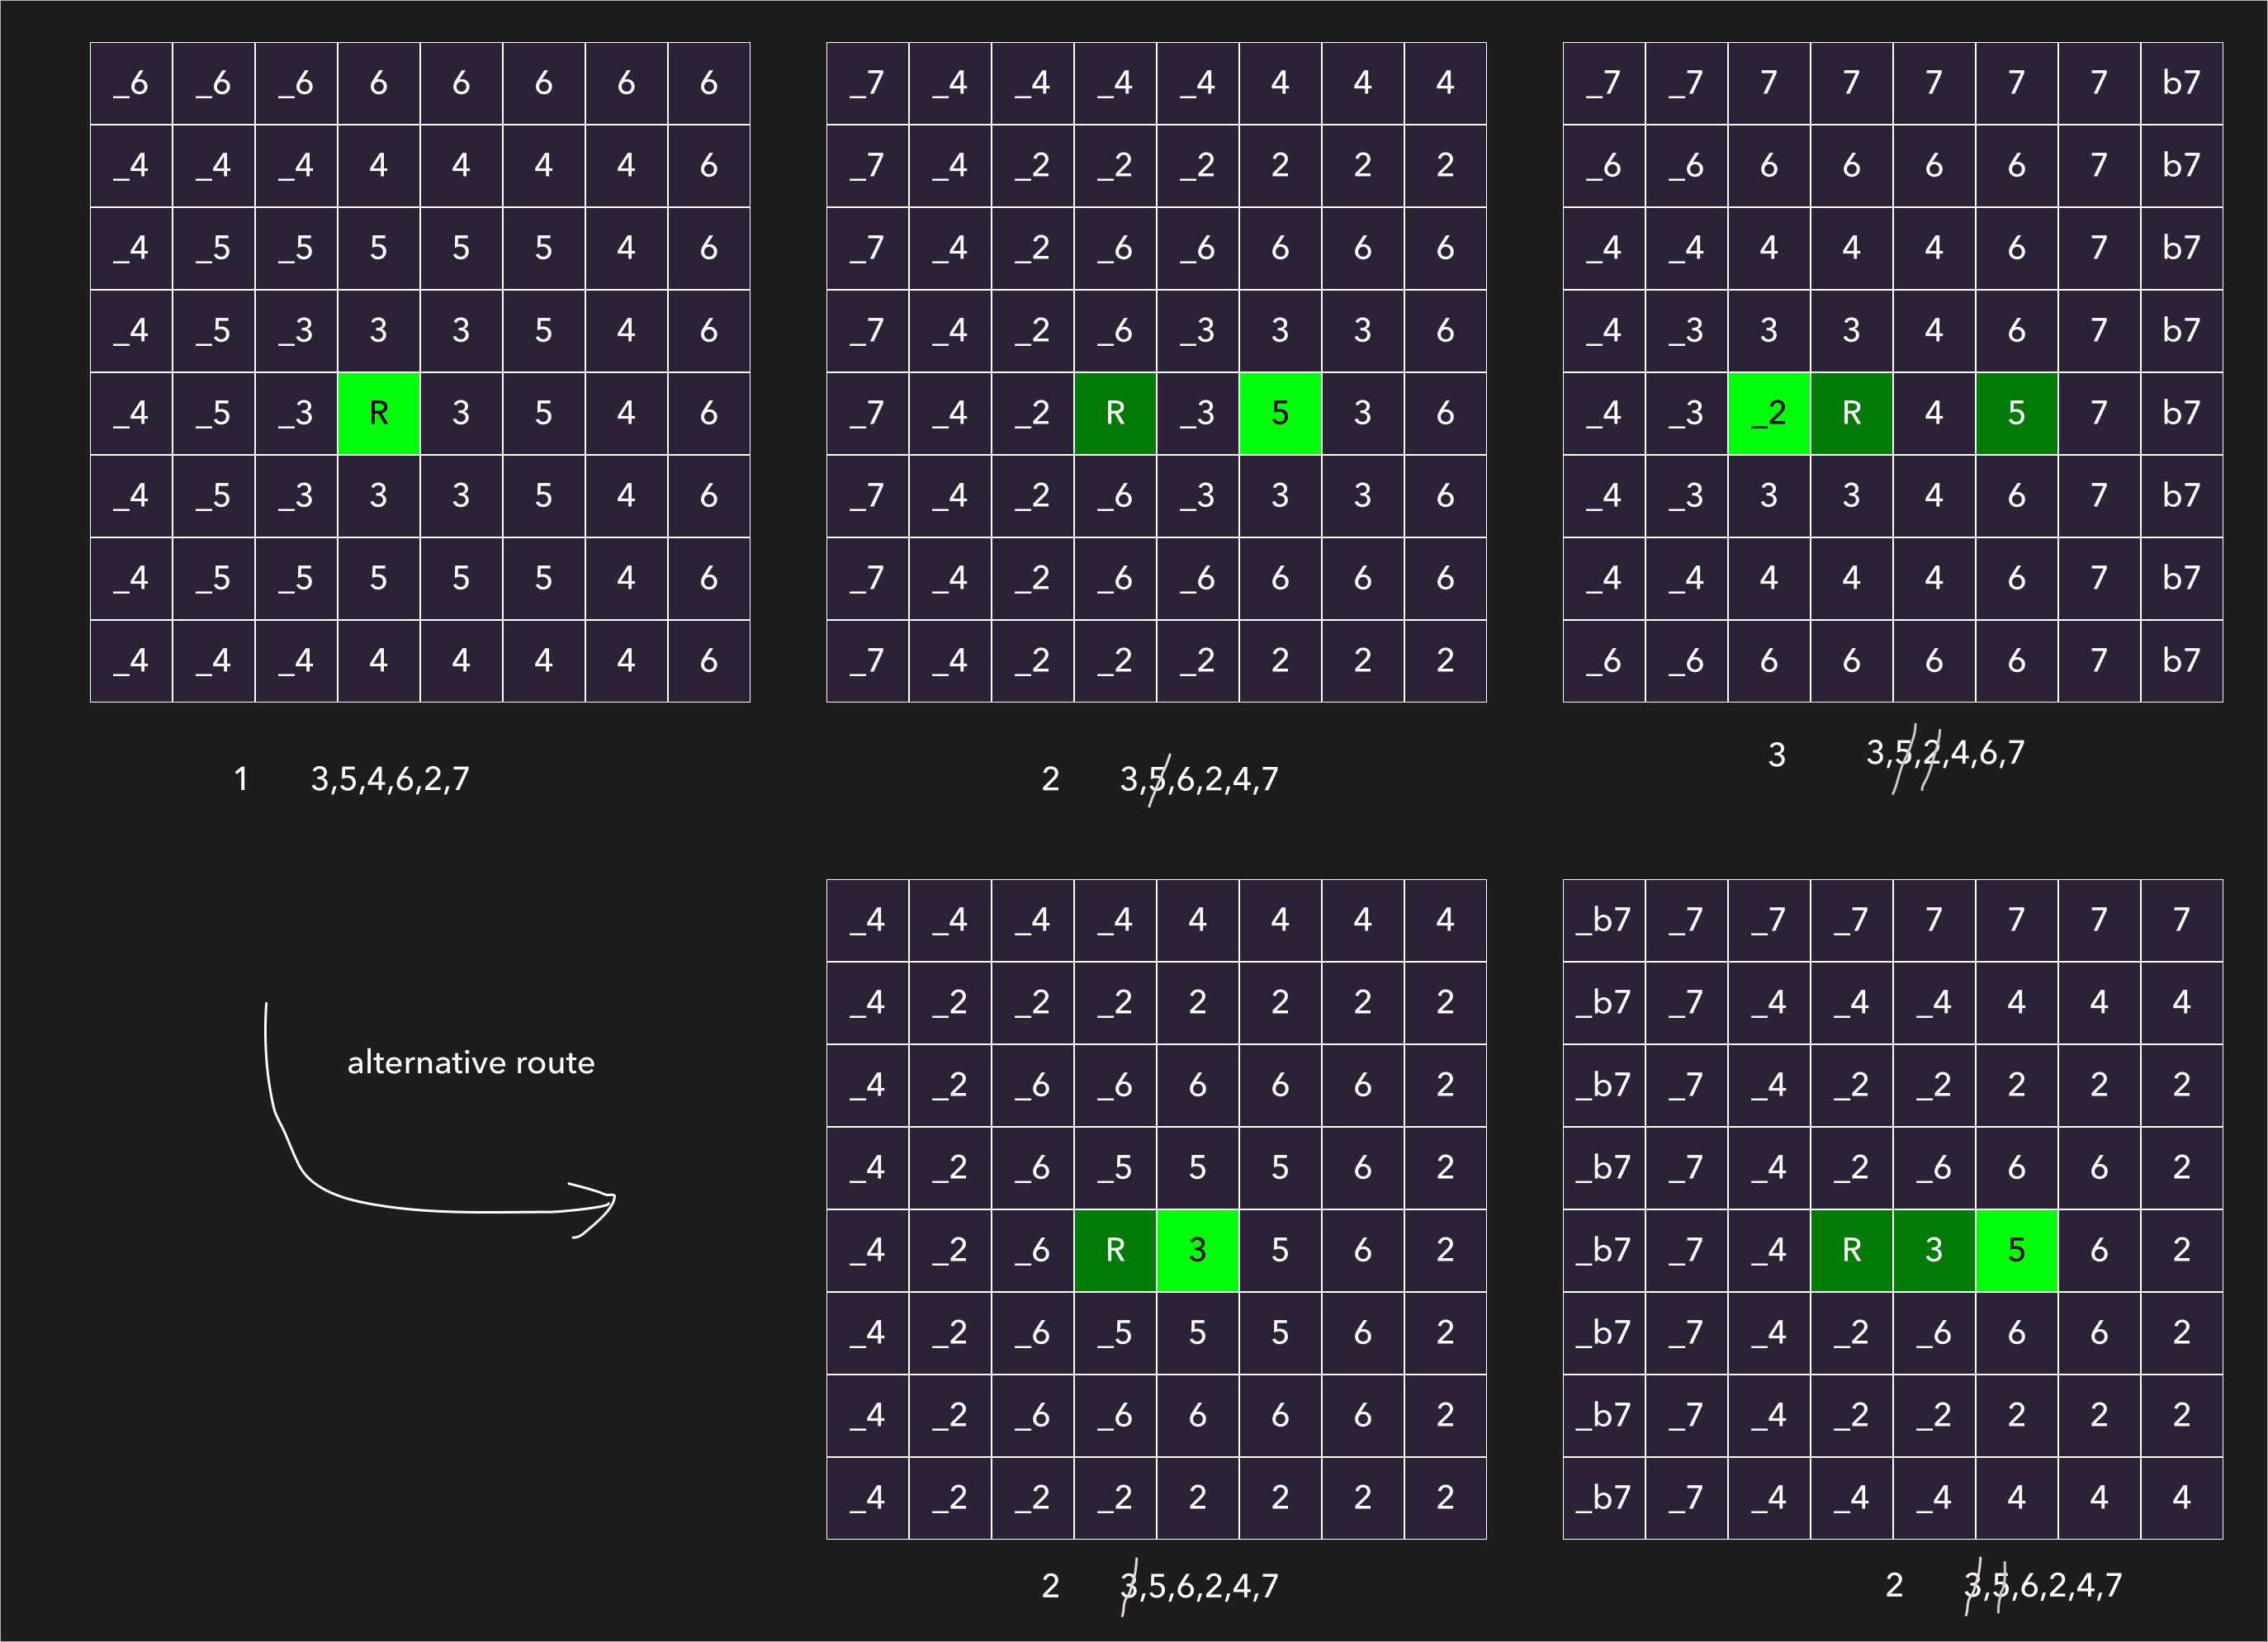 _6 _6 _6 6 6 6 6 6
_4 _4 _4 4 4 4 4 6
_4 _5 _5 5 5 5 4 6
_4 _5 _3 3 3 5 4 6
_4 _5 _3 R 3 5 4 6
_4 _5 _3 3 3 5 4 6
_4 _5 _5 5 5 5 4 6
_4 _4 _4 4 4 4 4 6
1 3,5,4,6,2,7
_7 _4 _4 _4 _4 4 4 4
_7 _4 _2 _2 _2 2 2 2
_7 _4 _2 _6 _6 6 6 6
_7 _4 _2 _6 _3 3 3 6
_7 _4 _2 R _3 5 3 6
_7 _4 _2 _6 _3 3 3 6
_7 _4 _2 _6 _6 6 6 6
_7 _4 _2 _2 _2 2 2 2
2 3,5,6,2,4,7
_7 _7 7 7 7 7 7 b7
_6 _6 6 6 6 6 7 b7
_4 _4 4 4 4 6 7 b7
_4 _3 3 3 4 6 7 b7
_4 _3 _2 R 4 5 7 b7
_4 _3 3 3 4 6 7 b7
_4 _4 4 4 4 6 7 b7
_6 _6 6 6 6 6 7 b7
3 3,5,2,4,6,7
alternative route
_4 _4 _4 _4 4 4 4 4
_4 _2 _2 _2 2 2 2 2
_4 _2 _6 _6 6 6 6 2
_4 _2 _6 _5 5 5 6 2
_4 _2 _6 R 3 5 6 2
_4 _2 _6 _5 5 5 6 2
_4 _2 _6 _6 6 6 6 2
_4 _2 _2 _2 2 2 2 2
2 3,5,6,2,4,7
_b7 _7 _7 _7 7 7 7 7
_b7 _7 _4 _4 _4 4 4 4
_b7 _7 _4 _2 _2 2 2 2
_b7 _7 _4 _2 _6 6 6 2
_b7 _7 _4 R 3 5 6 2
_b7 _7 _4 _2 _6 6 6 2
_b7 _7 _4 _2 _2 2 2 2
_b7 _7 _4 _4 _4 4 4 4
2 3,5,6,2,4,7